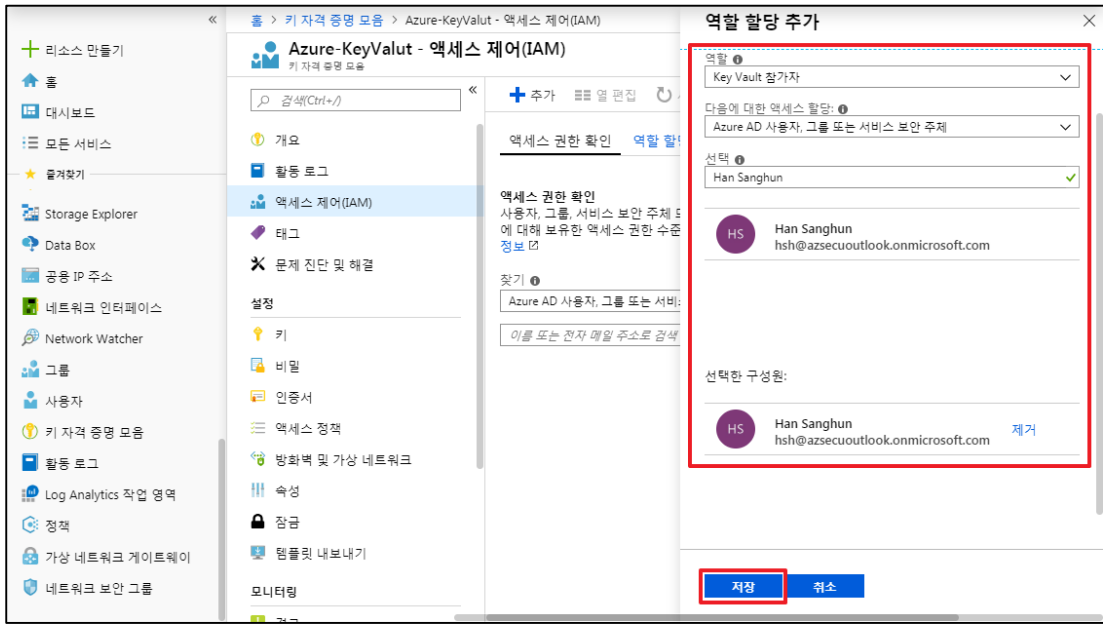 «
리소스 만들기
홈
대시보드
모든 서비스
즐겨찾기
Storage Explorer
Data Box
공용 IP 주소
네트워크 인터페이스
Network Watcher
그룹
사용자
키 자격 증명 모음
활동 로그
Log Analytics 작업 영역
정책
가상 네트워크 게이트웨이
네트워크 보안 그룹
홈 > 키 자격 증명 모음 > Azure-KeyValut - 액세스 제어(IAM)
Azure-KeyValut - 액세스 제어(IAM)
키 자격 증명 모음
검색(Ctrl+/)
«
개요
활동 로그
액세스 제어(IAM)
태그
문제 진단 및 해결
설정
키
비밀
인증서
액세스 정책
방화벽 및 가상 네트워크
속성
잠금
템플릿 내보내기
모니터링
추가 열 편집
액세스 권한 확인 역할
액세스 권한 확인
사용자, 그룹, 서비스 보안 주체
에 대해 보유한 액세스 권한 수준
정보
찾기
Azure AD 사용자, 그룹 또는
이름 또는 전자 메일 주소로 검색
역할 할당 추가
역할
Key Vault 참가자
다음에 대한 액세스 할당:
Azure AD 사용자, 그룹 또는 서비스 보안 주체
선택
Han Sanghun
HS
Han Sanghun
hsh@azsecuoutlook.onmicrosoft.com
선택한 구성원:
HS
Han Sanghun
hsh@azsecuoutlook.onmicrosoft.com
제거
저장 취소